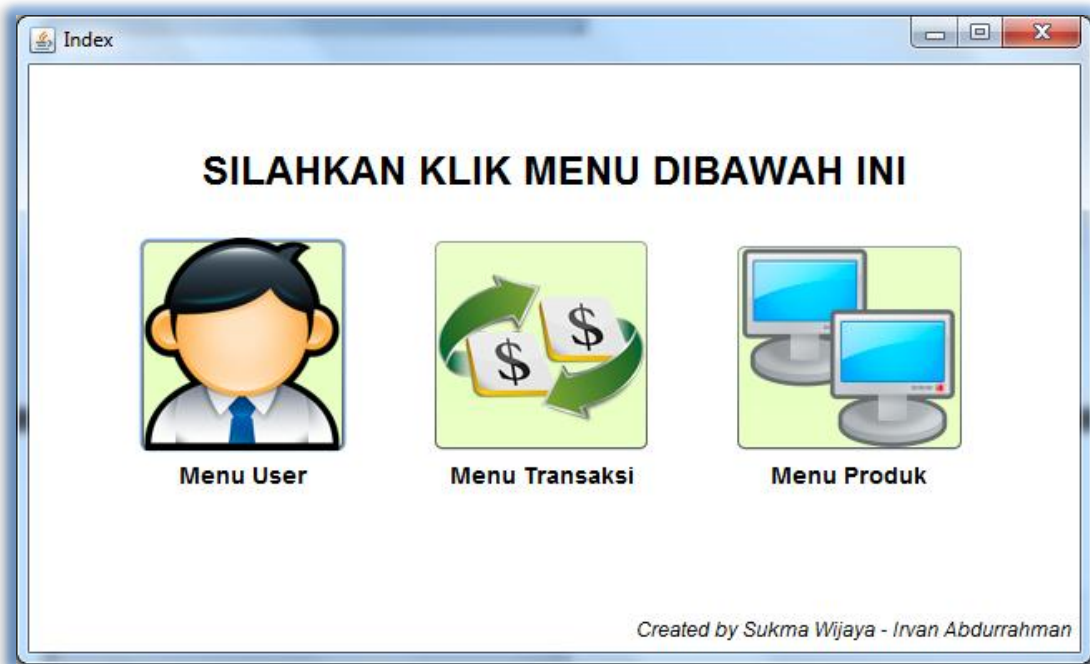 Index
SILAHKAN KLIK MENU DIBAWAH INI
$ $
Menu User Menu Transaksi Menu Produk
Created by Sukma Wijaya - Irvan Abdurrahman